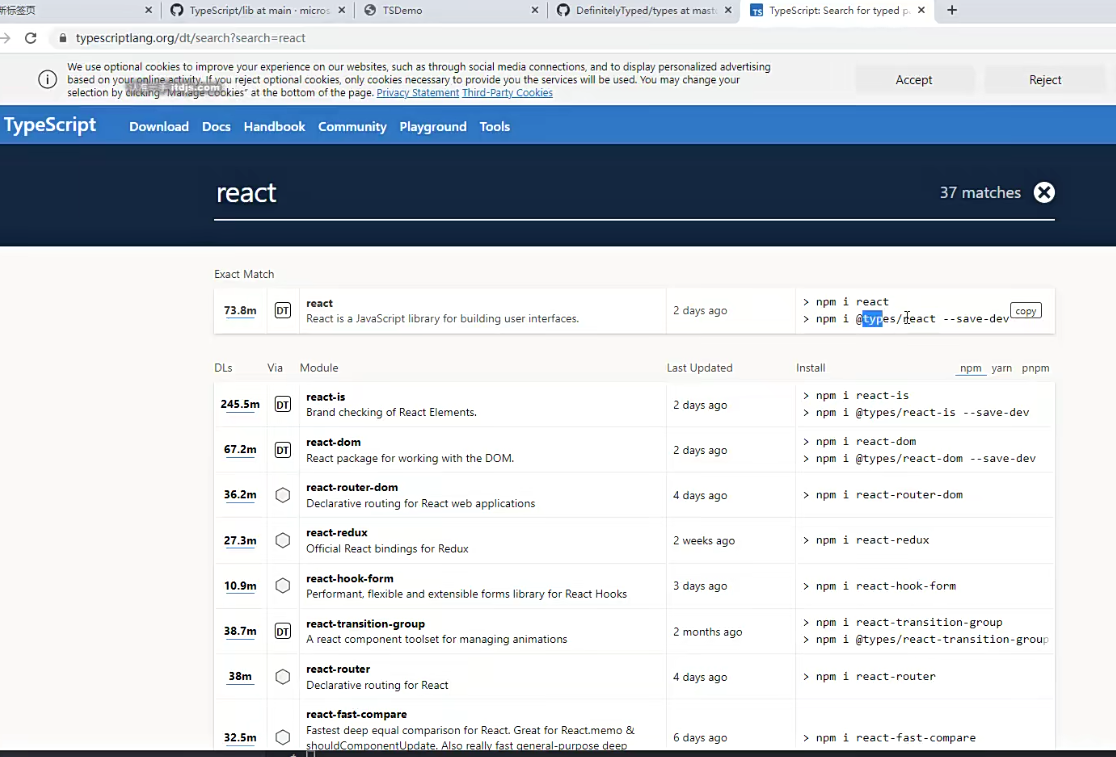 新标签页
TypeScript/lib at main · micros
TSDemo
DefinitelyTyped/types at mast
TS
TypeScript: Search for typed p
typescriptlang.org/dt/search?search=react
We use optional cookies to improve your experience on our websites, such as through social media connections, and to display personalized advertising
based on your online activity. If you reject optional cookies, only cookies necessary to provide you the services will be used. You may change your
selection by clicking "Manage Cookies" at the bottom of the page. Privacy Statement Third-Party Cookies
itdjs.com
Accept
Reject
TypeScript
Download Docs Handbook Community Playground Tools
react
37 matches
Exact Match
73.8m
DT
react
React is a JavaScript library for building user interfaces.
2 days ago
> npm i react
> npm i @types/react --save-dev
copy
DLs Via Module Last Updated Install npm yarn pnpm
245.5m
DT
react-is
Brand checking of React Elements.
2 days ago
> npm i react-is
> npm i @types/react-is --save-dev
67.2m
DT
react-dom
React package for working with the DOM.
2 days ago
> npm i react-dom
> npm i @types/react-dom --save-dev
36.2m
react-router-dom
Declarative routing for React web applications
4 days ago
> npm i react-router-dom
27.3m
react-redux
Official React bindings for Redux
2 weeks ago
> npm i react-redux
10.9m
react-hook-form
Performant, flexible and extensible forms library for React Hooks
3 days ago
> npm i react-hook-form
38.7m
DT
react-transition-group
A react component toolset for managing animations
2 months ago
> npm i react-transition-group
> npm i @types/react-transition-group
38m
react-router
Declarative routing for React
4 days ago
> npm i react-router
32.5m
react-fast-compare
Fastest deep equal comparison for React. Great for React.memo &
shouldComponentUpdate. Also really fast general-purpose deep
6 days ago
> npm i react-fast-compare